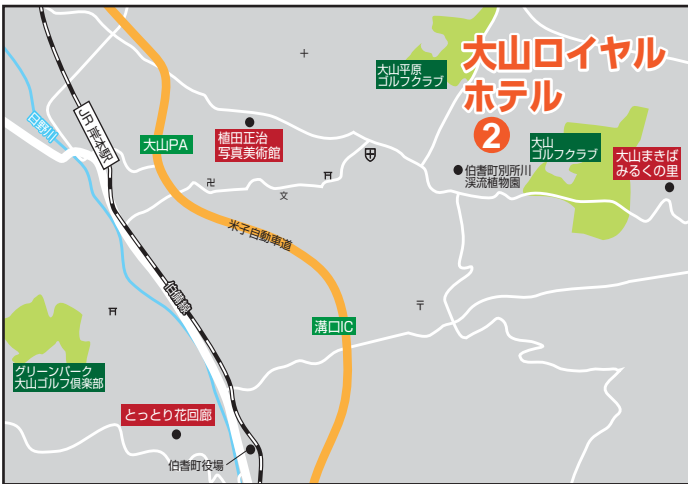 大山ロイヤル
ホテル
2
大山平原
ゴルフクラブ
大山
ゴルフクラブ
大山まきば
みるくの里
伯耆町別所川
渓流植物園
植田正治
写真美術館
大山PA
JR 岸本駅
日野川
米子自動車道
伯備線
溝口IC
グリーンパーク
大山ゴルフ倶楽部
とっとり花回廊
伯耆町役場
卍
文
〒